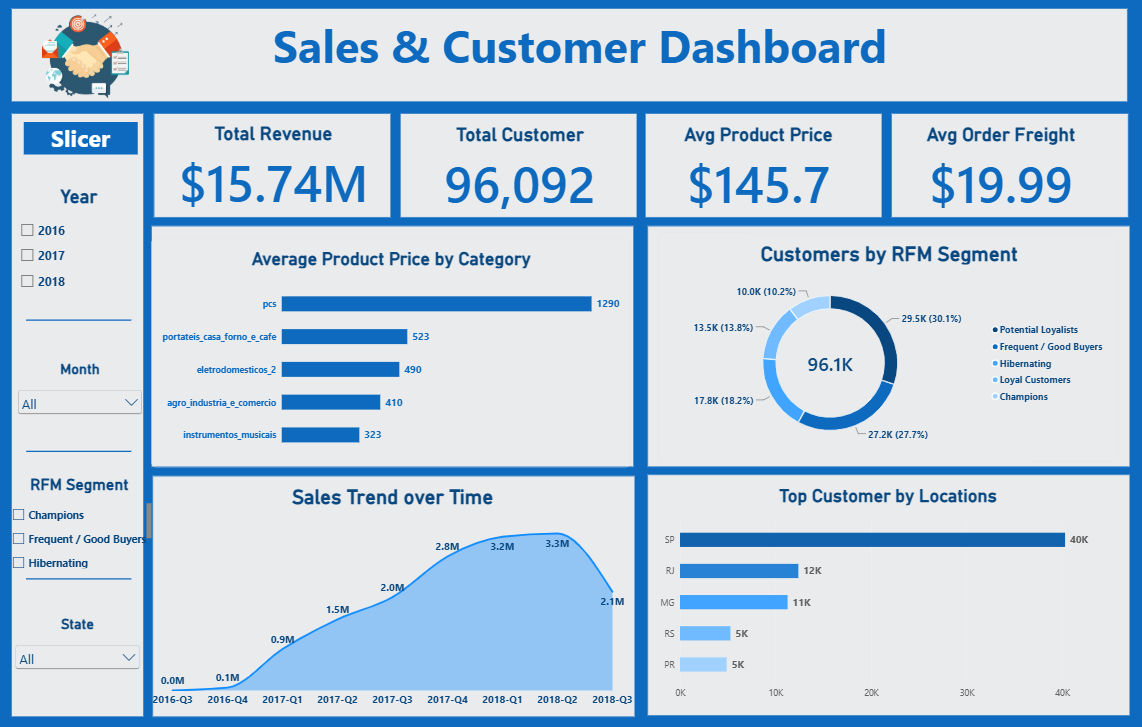 Sales & Customer Dashboard
Slicer
Year
2016
2017
2018
Month
All
RFM Segment
Champions
Frequent / Good Buyers
Hibernating
State
All
Total Revenue
$15.74M
Total Customer
96,092
Avg Product Price
$145.7
Avg Order Freight
$19.99
Average Product Price by Category
pcs 1290
portateis_casa_forno_e_cafe 523
eletrodomesticos_2 490
agro_industria_e_comercio 410
instrumentos_musicais 323
Customers by RFM Segment
10.0K (10.2%)
29.5K (30.1%)
13.5K (13.8%)
96.1K
17.8K (18.2%)
27.2K (27.7%)
Potential Loyalists
Frequent / Good Buyers
Hibernating
Loyal Customers
Champions
Sales Trend over Time
0.0M 0.1M 0.9M 1.5M 2.0M 2.8M 3.2M 3.3M 2.1M
2016-Q3 2016-Q4 2017-Q1 2017-Q2 2017-Q3 2017-Q4 2018-Q1 2018-Q2 2018-Q3
Top Customer by Locations
SP 40K
RJ 12K
MG 11K
RS 5K
PR 5K
0K 10K 20K 30K 40K